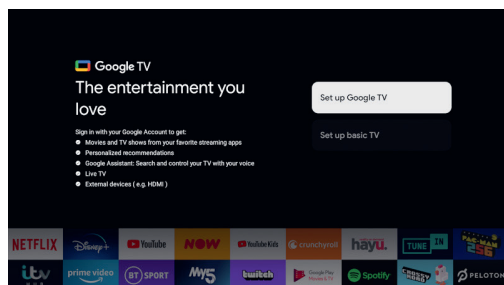 Google TV
The entertainment you
love
Set up Google TV
Set up basic TV
Sign in with your Google Account to get:
Movies and TV shows from your favorite streaming apps
Personalized recommendations
Google Assistant: Search and control your TV with your voice
Live TV
External devices ( e.g. HDMI )
NETFLIX
Disney+
YouTube
NOW
YouTube Kids
crunchyroll
hayu.
TUNE IN
PAC-MAN
256
itv
prime video
BT SPORT
My5
twitch
Google Play
Movies & TV
Spotify
CROSSY
ROAD
PELOTON